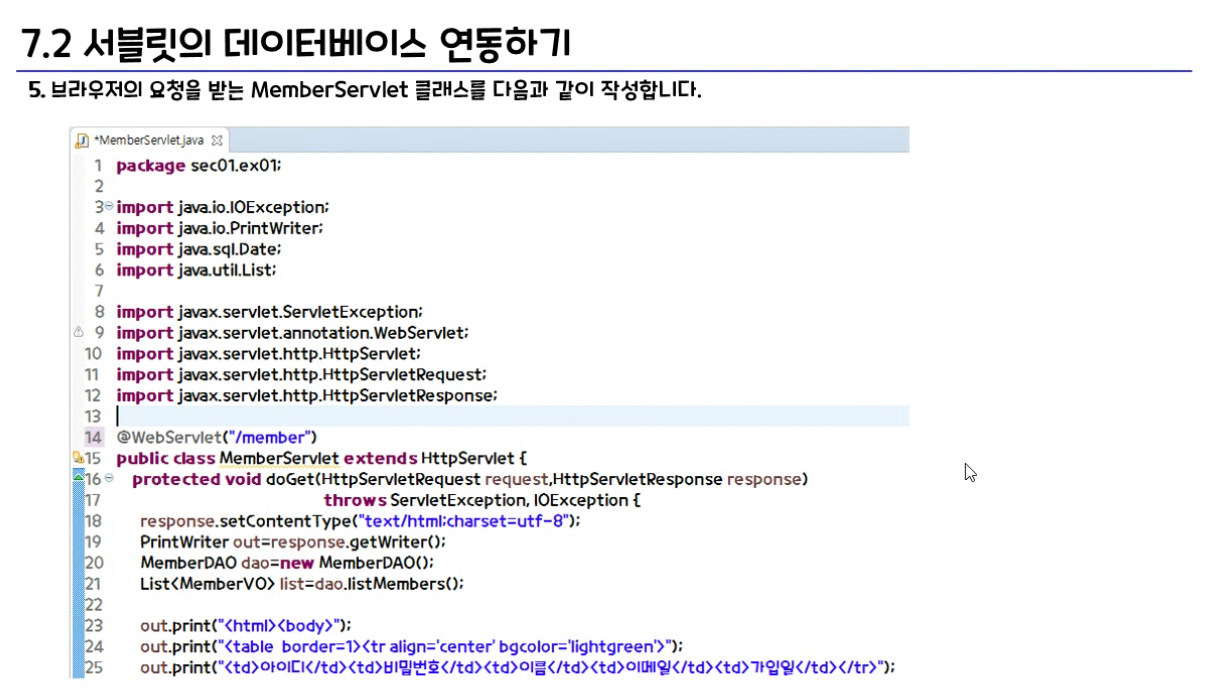 7.2 서블릿의 데이터베이스 연동하기
5. 브라우저의 요청을 받는 MemberServlet 클래스를 다음과 같이 작성합니다.
*MemberServlet.java
1 package sec01.ex01;
2
3 import java.io.IOException;
4 import java.io.PrintWriter;
5 import java.sql.Date;
6 import java.util.List;
7
8 import javax.servlet.ServletException;
9 import javax.servlet.annotation.WebServlet;
10 import javax.servlet.http.HttpServlet;
11 import javax.servlet.http.HttpServletRequest;
12 import javax.servlet.http.HttpServletResponse;
13
14 @WebServlet("/member")
15 public class MemberServlet extends HttpServlet {
16 protected void doGet(HttpServletRequest request,HttpServletResponse response)
17 throws ServletException, IOException {
18 response.setContentType("text/html;charset=utf-8");
19 PrintWriter out=response.getWriter();
20 MemberDAO dao=new MemberDAO();
21 List<MemberVO> list=dao.listMembers();
22
23 out.print("<html><body>");
24 out.print("<table border=1><tr align='center' bgcolor='lightgreen'>");
25 out.print("<td>아이디</td><td>비밀번호</td><td>이름</td><td>이메일</td><td>가입일</td></tr>");